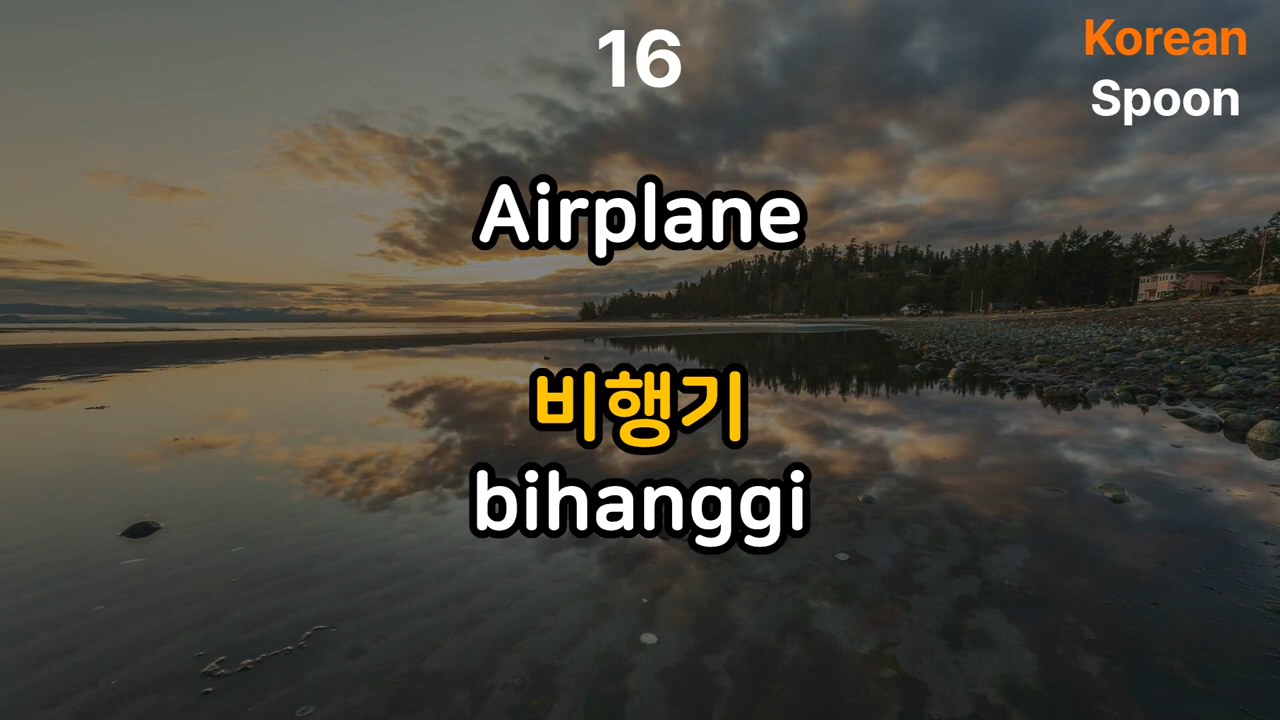 16
Korean
Spoon
Airplane
비행기
bihanggi